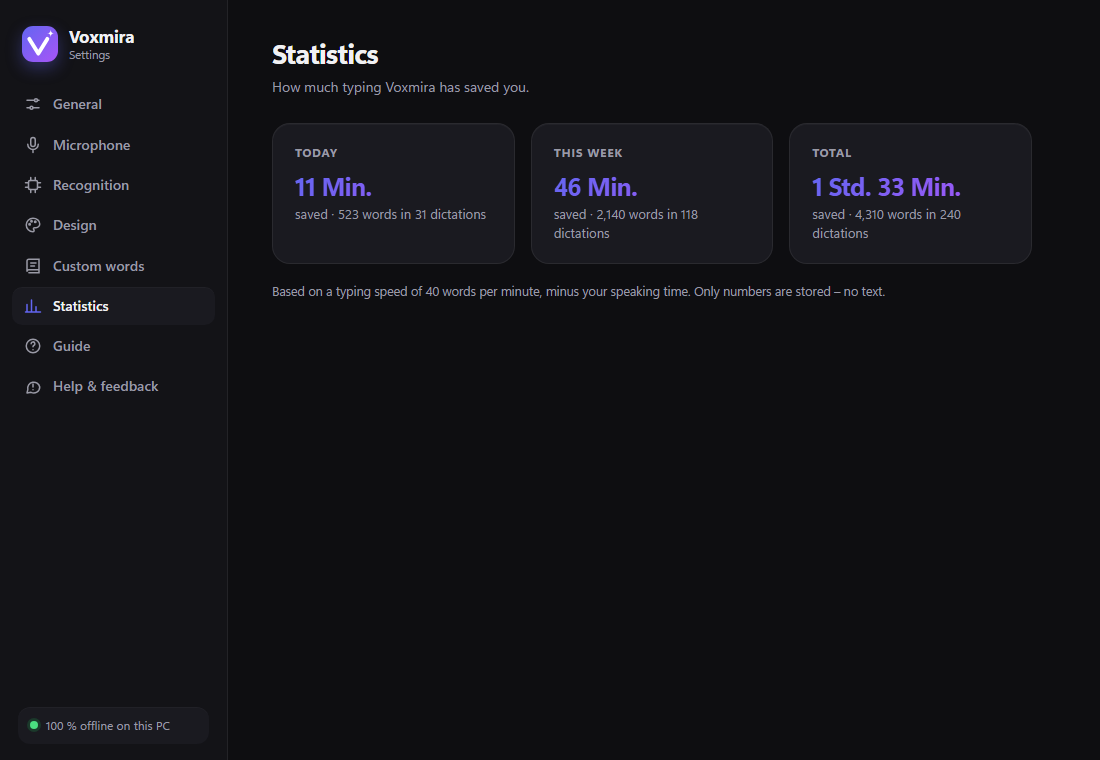 Voxmira
Settings
General
Microphone
Recognition
Design
Custom words
Statistics
Guide
Help & feedback
100 % offline on this PC
Statistics
How much typing Voxmira has saved you.
TODAY
11 Min.
saved · 523 words in 31 dictations
THIS WEEK
46 Min.
saved · 2,140 words in 118
dictations
TOTAL
1 Std. 33 Min.
saved · 4,310 words in 240
dictations
Based on a typing speed of 40 words per minute, minus your speaking time. Only numbers are stored – no text.